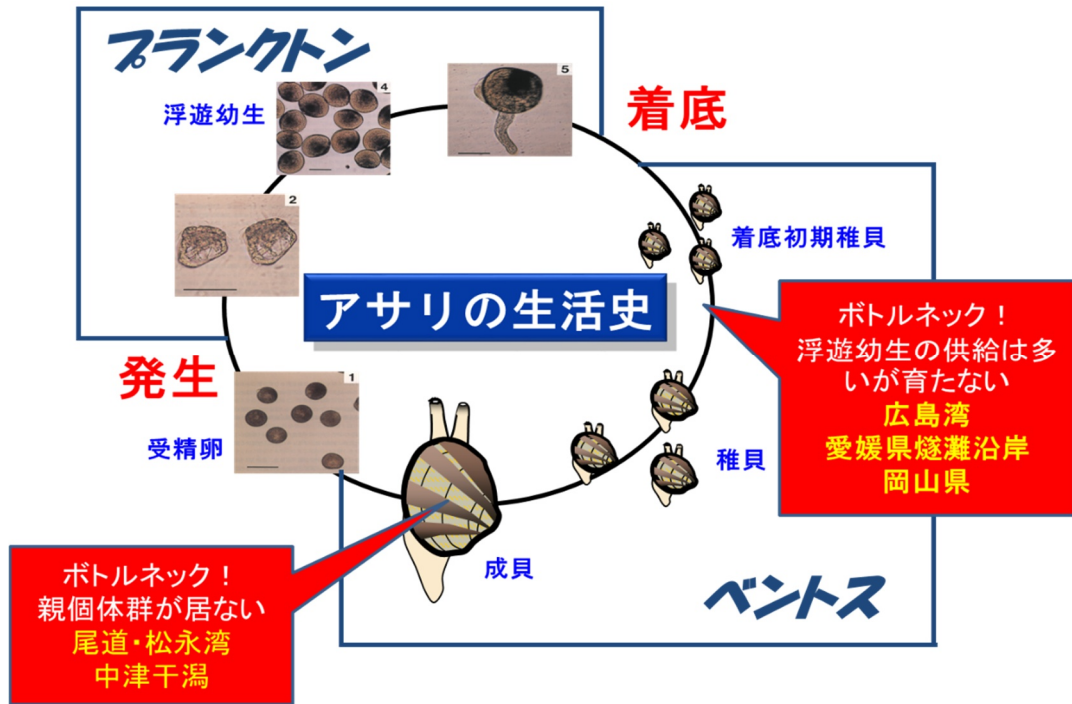 プランクトン
浮遊幼生
4
5
着底
2
着底初期稚貝
アサリの生活史
ボトルネック！
浮遊幼生の供給は多
いが育たない
広島湾
愛媛県燧灘沿岸
岡山県
発生
1
受精卵
稚貝
成貝
ボトルネック！
親個体群が居ない
尾道・松永湾
中津干潟
ベントス